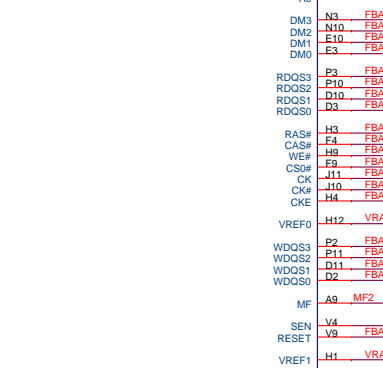 DM3 N3 FBA
DM2 N10 FBA
DM1 E10 FBA
DM0 E3 FBA
RDQS3 P3 FBA
RDQS2 P10 FBA
RDQS1 D10 FBA
RDQS0 D3 FBA
RAS# H3 FBA
CAS# F4 FBA
WE# H9 FBA
CS0# F9 FBA
CK J11 FBA
CK# J10 FBA
CKE H4 FBA
VREF0 H12 VRA
WDQS3 P2 FBA
WDQS2 P11 FBA
WDQS1 D11 FBA
WDQS0 D2 FBA
MF A9 MF2
SEN V4
RESET V9 FBA
VREF1 H1 VRA